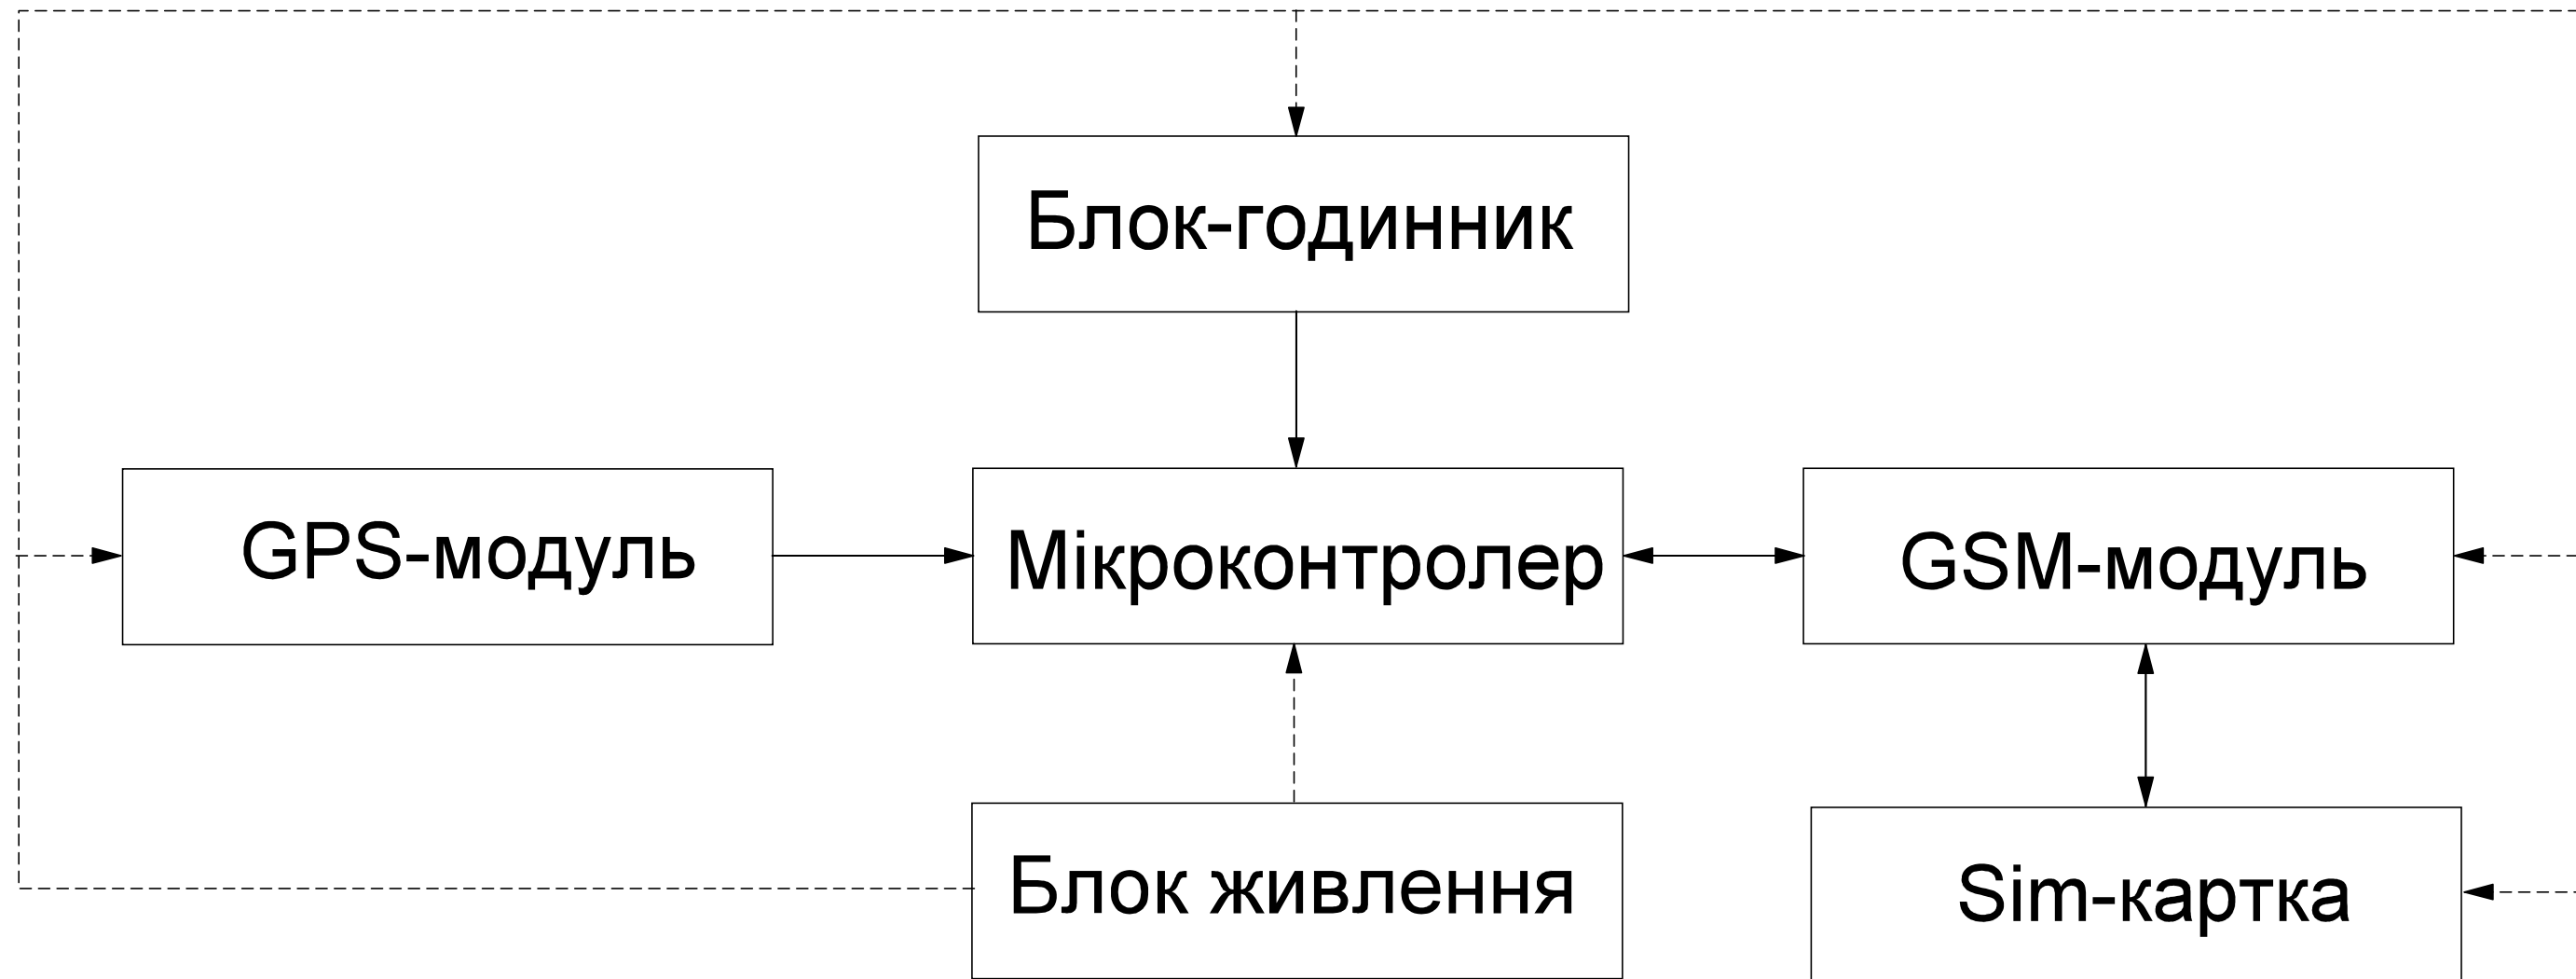 Блок-годинник
GPS-модуль
Мікроконтролер
GSM-модуль
Блок живлення
Sim-картка